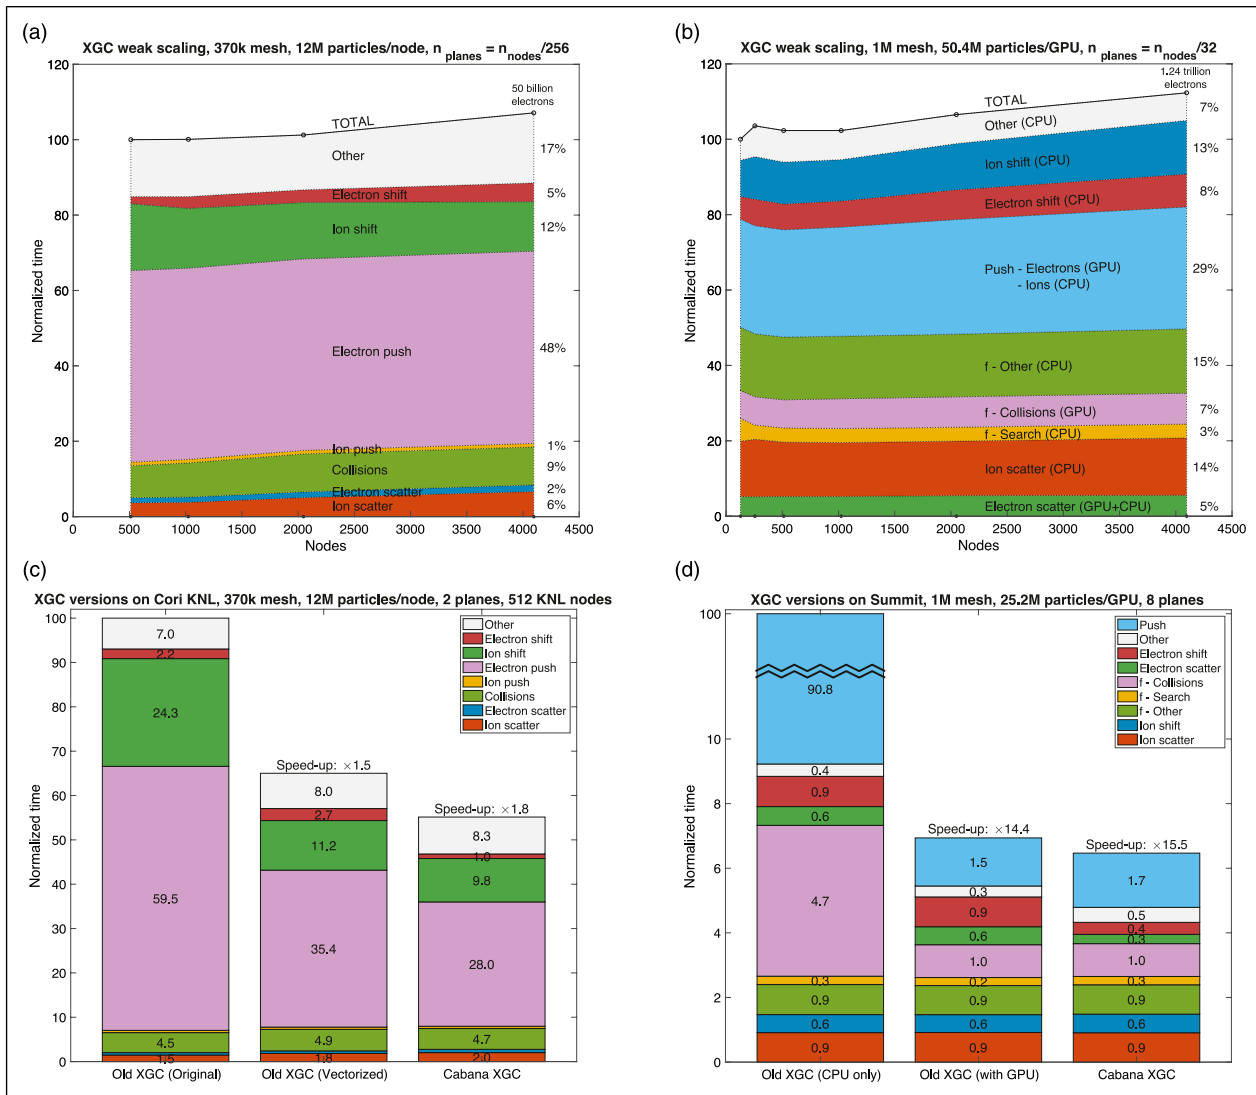 (a)
XGC weak scaling, 370k mesh, 12M particles/node, n planes = n nodes/256
120
100
80
60
40
20
0
Normalized time
50 billion
electrons
TOTAL
Other
17%
Electron shift
5%
Ion shift
12%
Electron push
48%
Ion push
1%
Collisions
9%
Electron scatter
2%
Ion scatter
6%
0 500 1000 1500 2000 2500 3000 3500 4000 4500
Nodes
(b)
XGC weak scaling, 1M mesh, 50.4M particles/GPU, n planes = n nodes/32
120
100
80
60
40
20
0
Normalized time
1.24 trillion
electrons
TOTAL
Other (CPU)
7%
Ion shift (CPU)
13%
Electron shift (CPU)
8%
Push - Electrons (GPU)
- Ions (CPU)
29%
f - Other (CPU)
15%
f - Collisions (GPU)
7%
f - Search (CPU)
3%
Ion scatter (CPU)
14%
Electron scatter (GPU+CPU)
5%
0 500 1000 1500 2000 2500 3000 3500 4000 4500
Nodes
(c)
XGC versions on Cori KNL, 370k mesh, 12M particles/node, 2 planes, 512 KNL nodes
100
90
80
70
60
50
40
30
20
10
0
Normalized time
Other
Electron shift
Ion shift
Electron push
Ion push
Collisions
Electron scatter
Ion scatter
7.0
2.2
24.3
59.5
4.5
1.5
Speed-up: ×1.5
8.0
2.7
11.2
35.4
4.9
1.8
Speed-up: ×1.8
8.3
1.0
9.8
28.0
4.7
2.0
Old XGC (Original) Old XGC (Vectorized) Cabana XGC
(d)
XGC versions on Summit, 1M mesh, 25.2M particles/GPU, 8 planes
100
10
8
6
4
2
0
Normalized time
Push
Other
Electron shift
Electron scatter
f - Collisions
f - Search
f - Other
Ion shift
Ion scatter
90.8
0.4
0.9
0.6
4.7
0.3
0.9
0.6
0.9
Speed-up: ×14.4
1.5
0.3
0.9
0.6
1.0
0.2
0.9
0.6
0.9
Speed-up: ×15.5
1.7
0.5
0.4
0.3
1.0
0.3
0.9
0.6
0.9
Old XGC (CPU only) Old XGC (with GPU) Cabana XGC